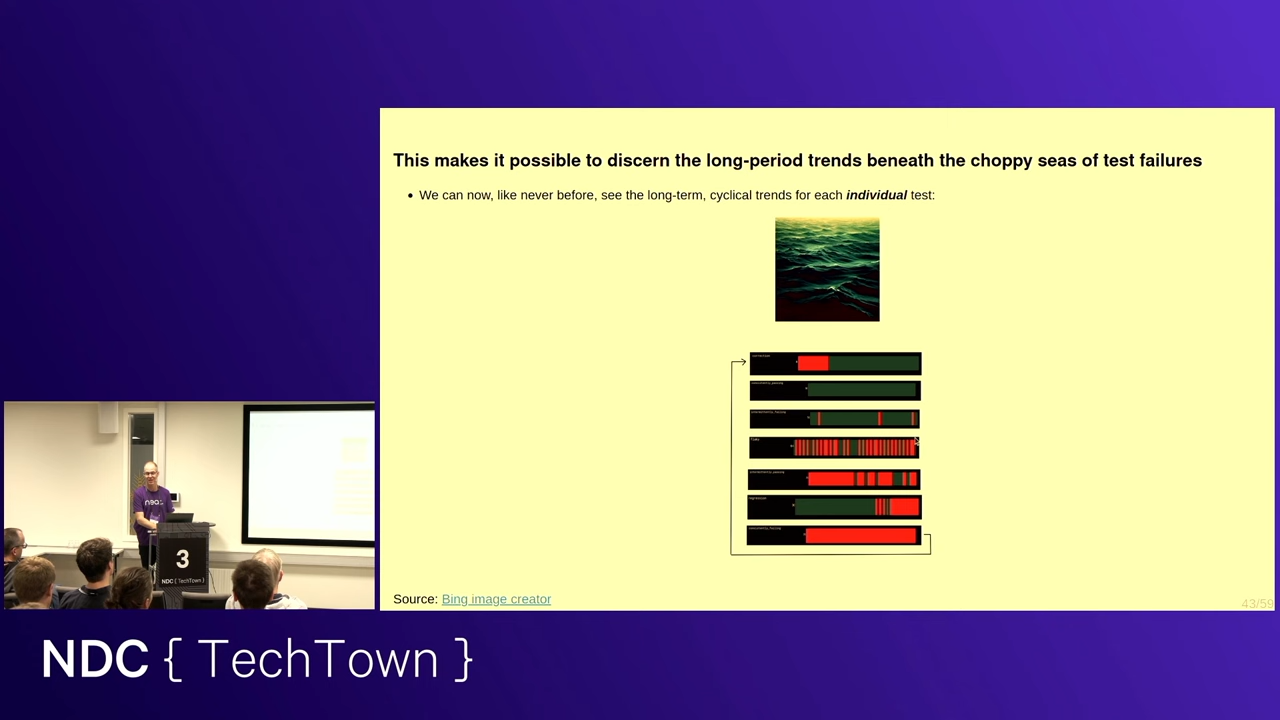 This makes it possible to discern the long-period trends beneath the choppy seas of test failures
• We can now, like never before, see the long-term, cyclical trends for each individual test:
Source: Bing image creator
43/59
3
NDC { TechTown }
NDC { TechTown }